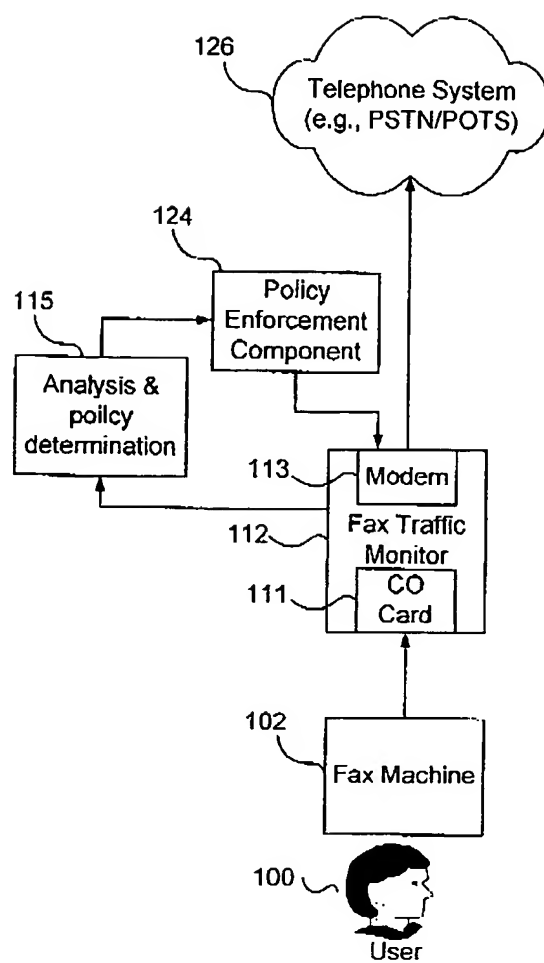 126
Telephone System
(e.g., PSTN/POTS)
124
Policy
Enforcement
Component
115
Analysis &
poilcy
determination
113
Modem
112
Fax Traffic
Monitor
111
CO
Card
102
Fax Machine
100
User